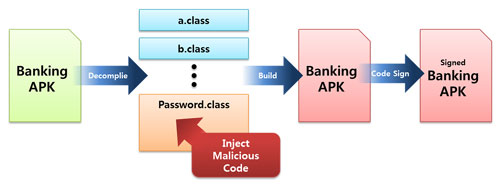 a.class
b.class
Banking
APK
Decomplie
Password.class
Inject
Malicious
Code
Build
Banking
APK
Code Sign
Signed
Banking
APK